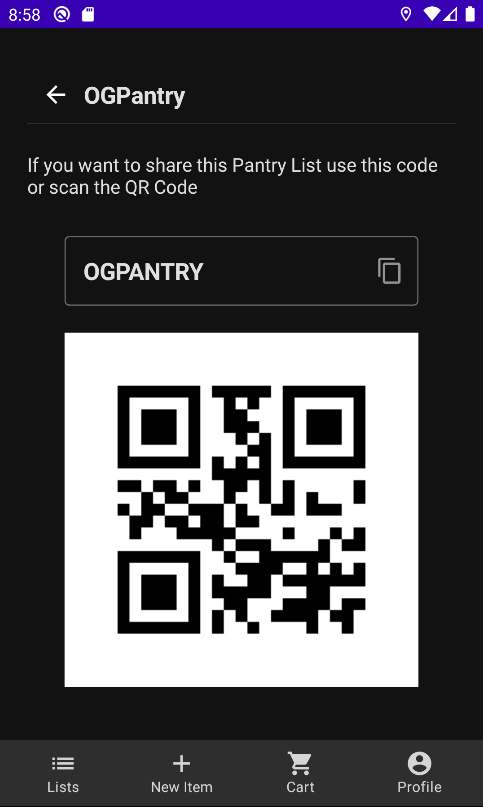 8:58
OGPantry
If you want to share this Pantry List use this code
or scan the QR Code
OGPANTRY
Lists
New Item
Cart
Profile